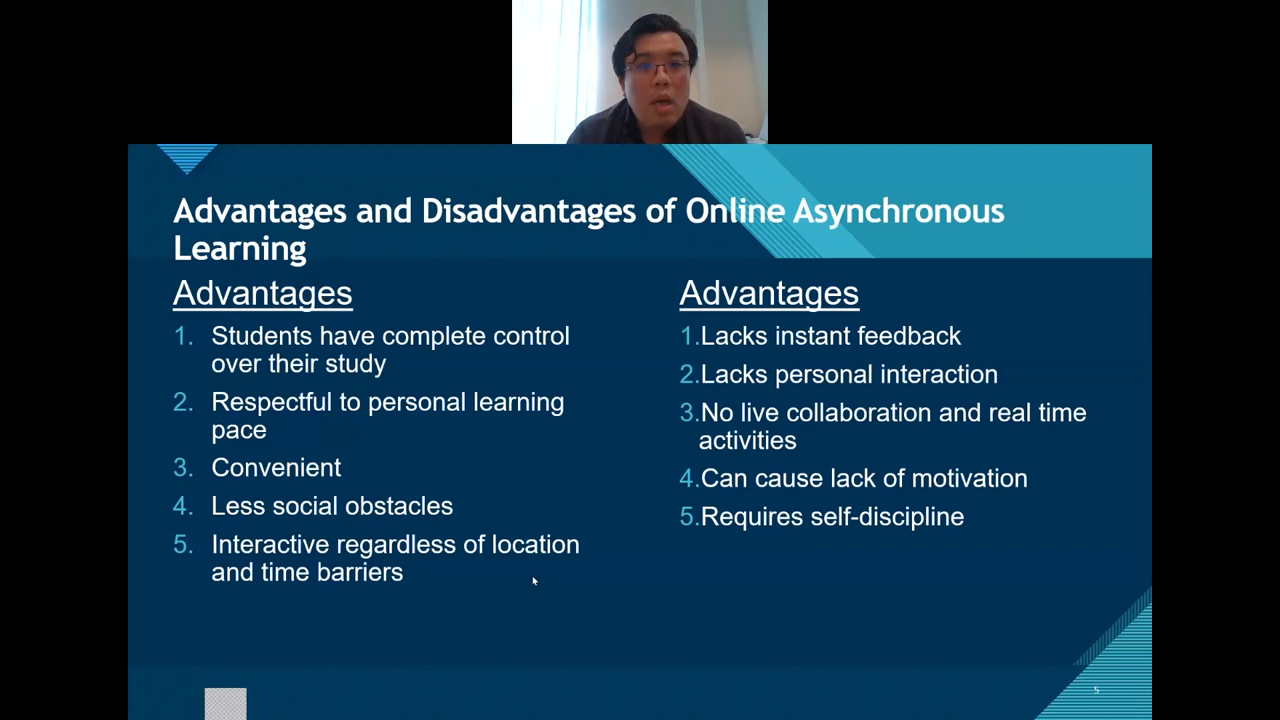 Advantages and Disadvantages of Online Asynchronous
Learning
Advantages
1. Students have complete control
over their study
2. Respectful to personal learning
pace
3. Convenient
4. Less social obstacles
5. Interactive regardless of location
and time barriers
Advantages
1.Lacks instant feedback
2.Lacks personal interaction
3.No live collaboration and real time
activities
4.Can cause lack of motivation
5.Requires self-discipline
5